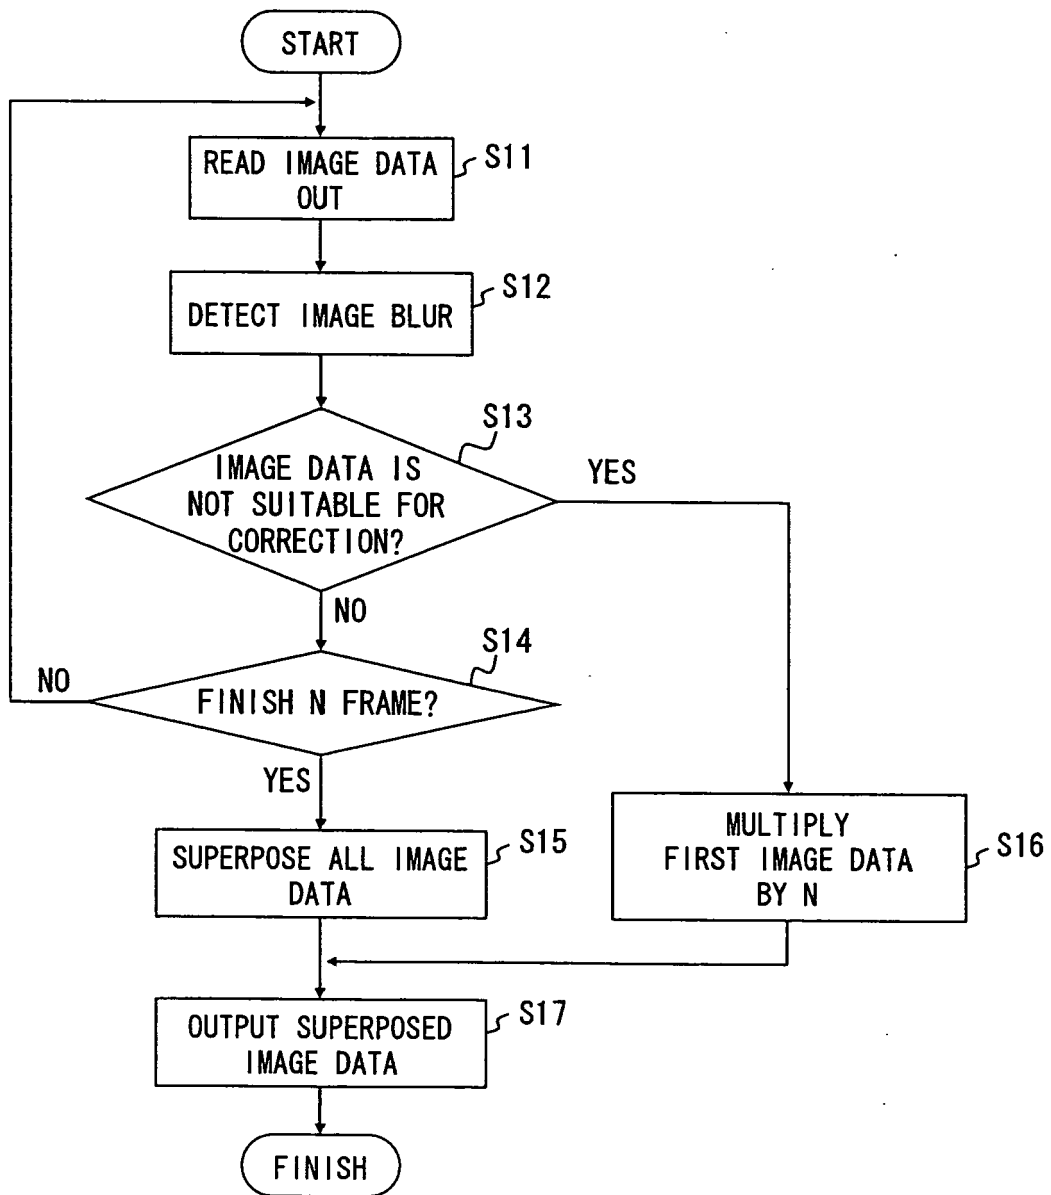 START
READ IMAGE DATA
OUT
S11
DETECT IMAGE BLUR
S12
S13
IMAGE DATA IS
NOT SUITABLE FOR
CORRECTION?
YES
NO
S14
NO
FINISH N FRAME?
YES
SUPERPOSE ALL IMAGE
DATA
S15
MULTIPLY
FIRST IMAGE DATA
BY N
S16
OUTPUT SUPERPOSED
IMAGE DATA
S17
FINISH